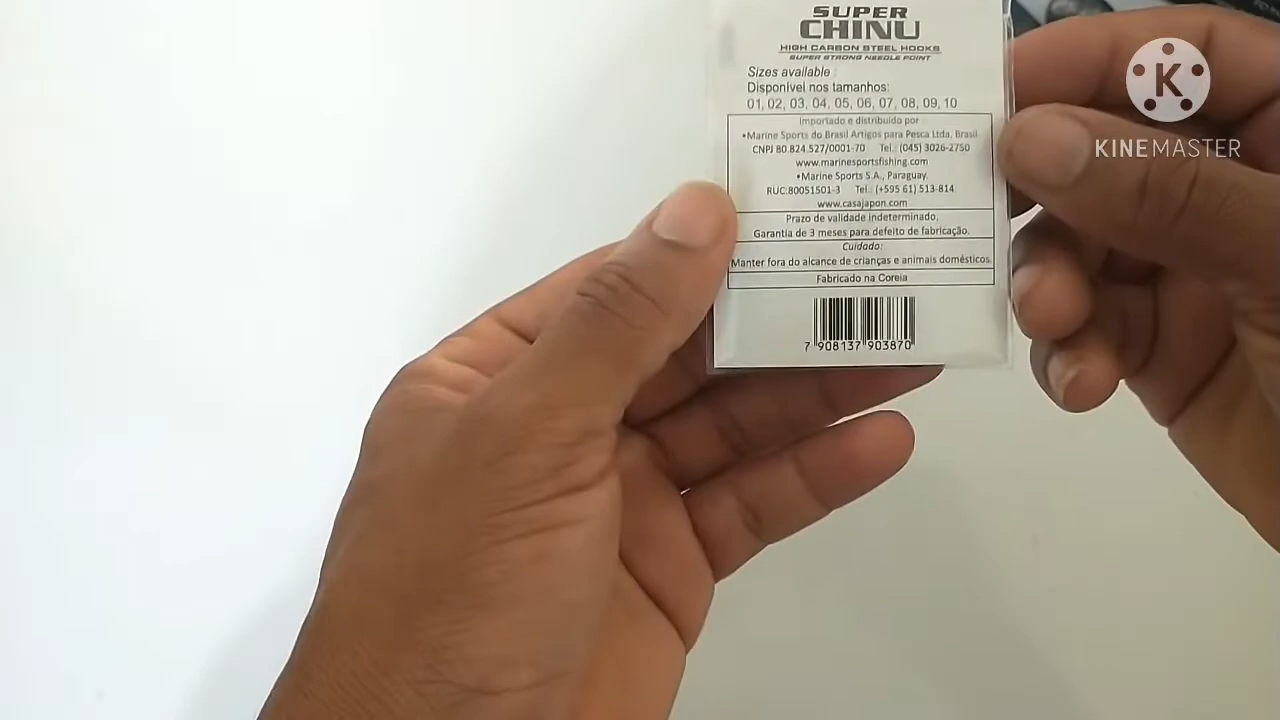 SUPER
CHINU
HIGH CARBON STEEL HOOKS
SUPER STRONG NEEDLE POINT
Sizes available
Disponível nos tamanhos:
01, 02, 03, 04, 05, 06, 07, 08, 09, 10
Importado e distribuido por
•Marine Sports do Brasil Artigos para Pesca Ltda, Brasil
CNPJ 80.824.527/0001-70 Tel. (045) 3026-2750
www.marinesportsfishing.com
•Marine Sports S.A., Paraguay.
RUC:80051501-3 Tel.: (+595 61) 513-814
www.casajapon.com
Prazo de validade indeterminado.
Garantia de 3 meses para defeito de fabricação.
Cuidado:
Manter fora do alcance de crianças e animais domésticos.
Fabricado na Coreia
7 908137 903870
K
KINEMASTER